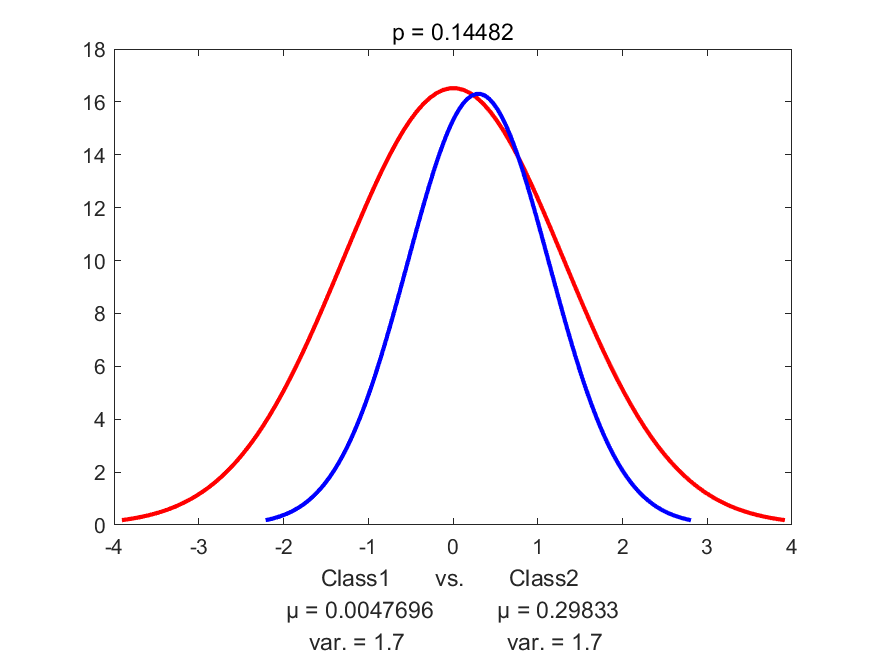 p = 0.14482
18
16
14
12
10
8
6
4
2
0
-4 -3 -2 -1 0 1 2 3 4
Class1 vs. Class2
μ = 0.0047696 μ = 0.29833
var. = 1.7 var. = 1.7